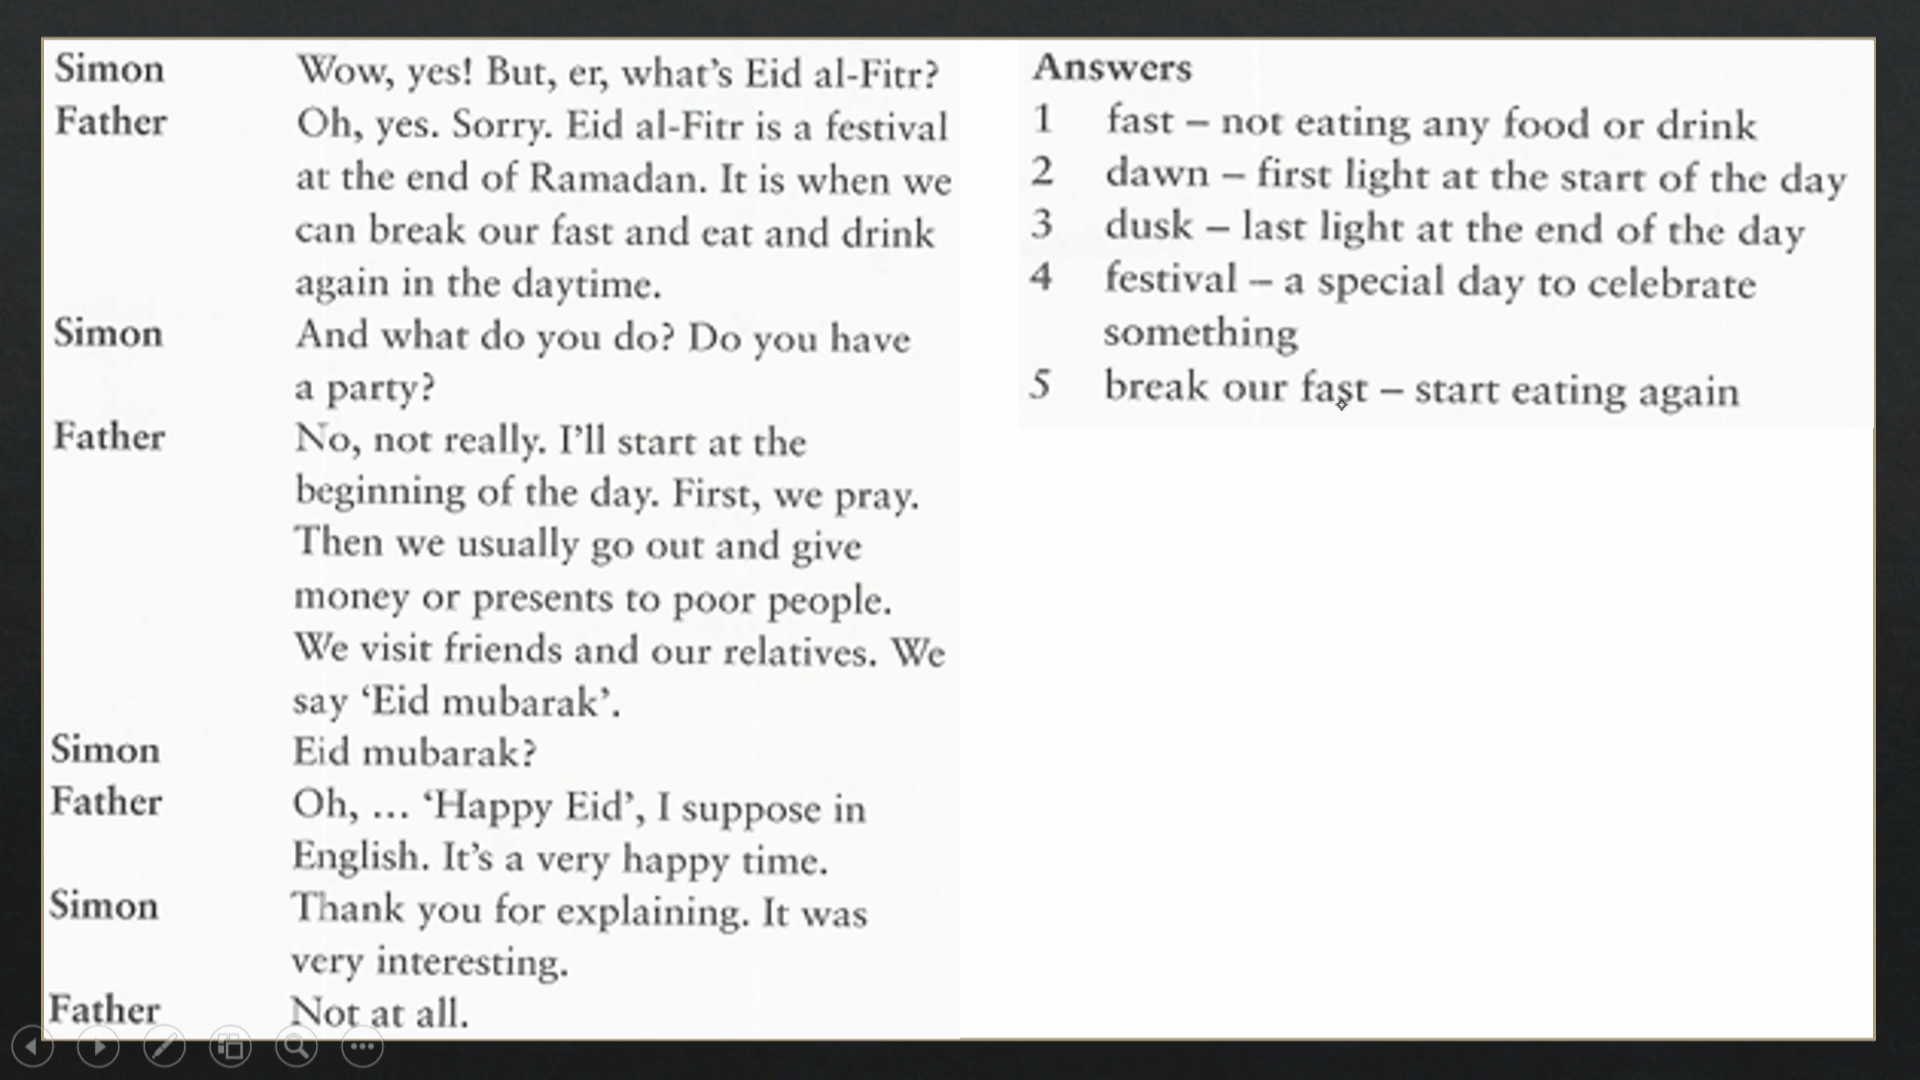 Simon Wow, yes! But, er, what's Eid al-Fitr?
Father Oh, yes. Sorry. Eid al-Fitr is a festival
at the end of Ramadan. It is when we
can break our fast and eat and drink
again in the daytime.
Simon And what do you do? Do you have
a party?
Father No, not really. I'll start at the
beginning of the day. First, we pray.
Then we usually go out and give
money or presents to poor people.
We visit friends and our relatives. We
say ‘Eid mubarak’.
Simon Eid mubarak?
Father Oh, ... ‘Happy Eid’, I suppose in
English. It's a very happy time.
Simon Thank you for explaining. It was
very interesting.
Father Not at all.
Answers
1 fast – not eating any food or drink
2 dawn – first light at the start of the day
3 dusk – last light at the end of the day
4 festival – a special day to celebrate
something
5 break our fast – start eating again